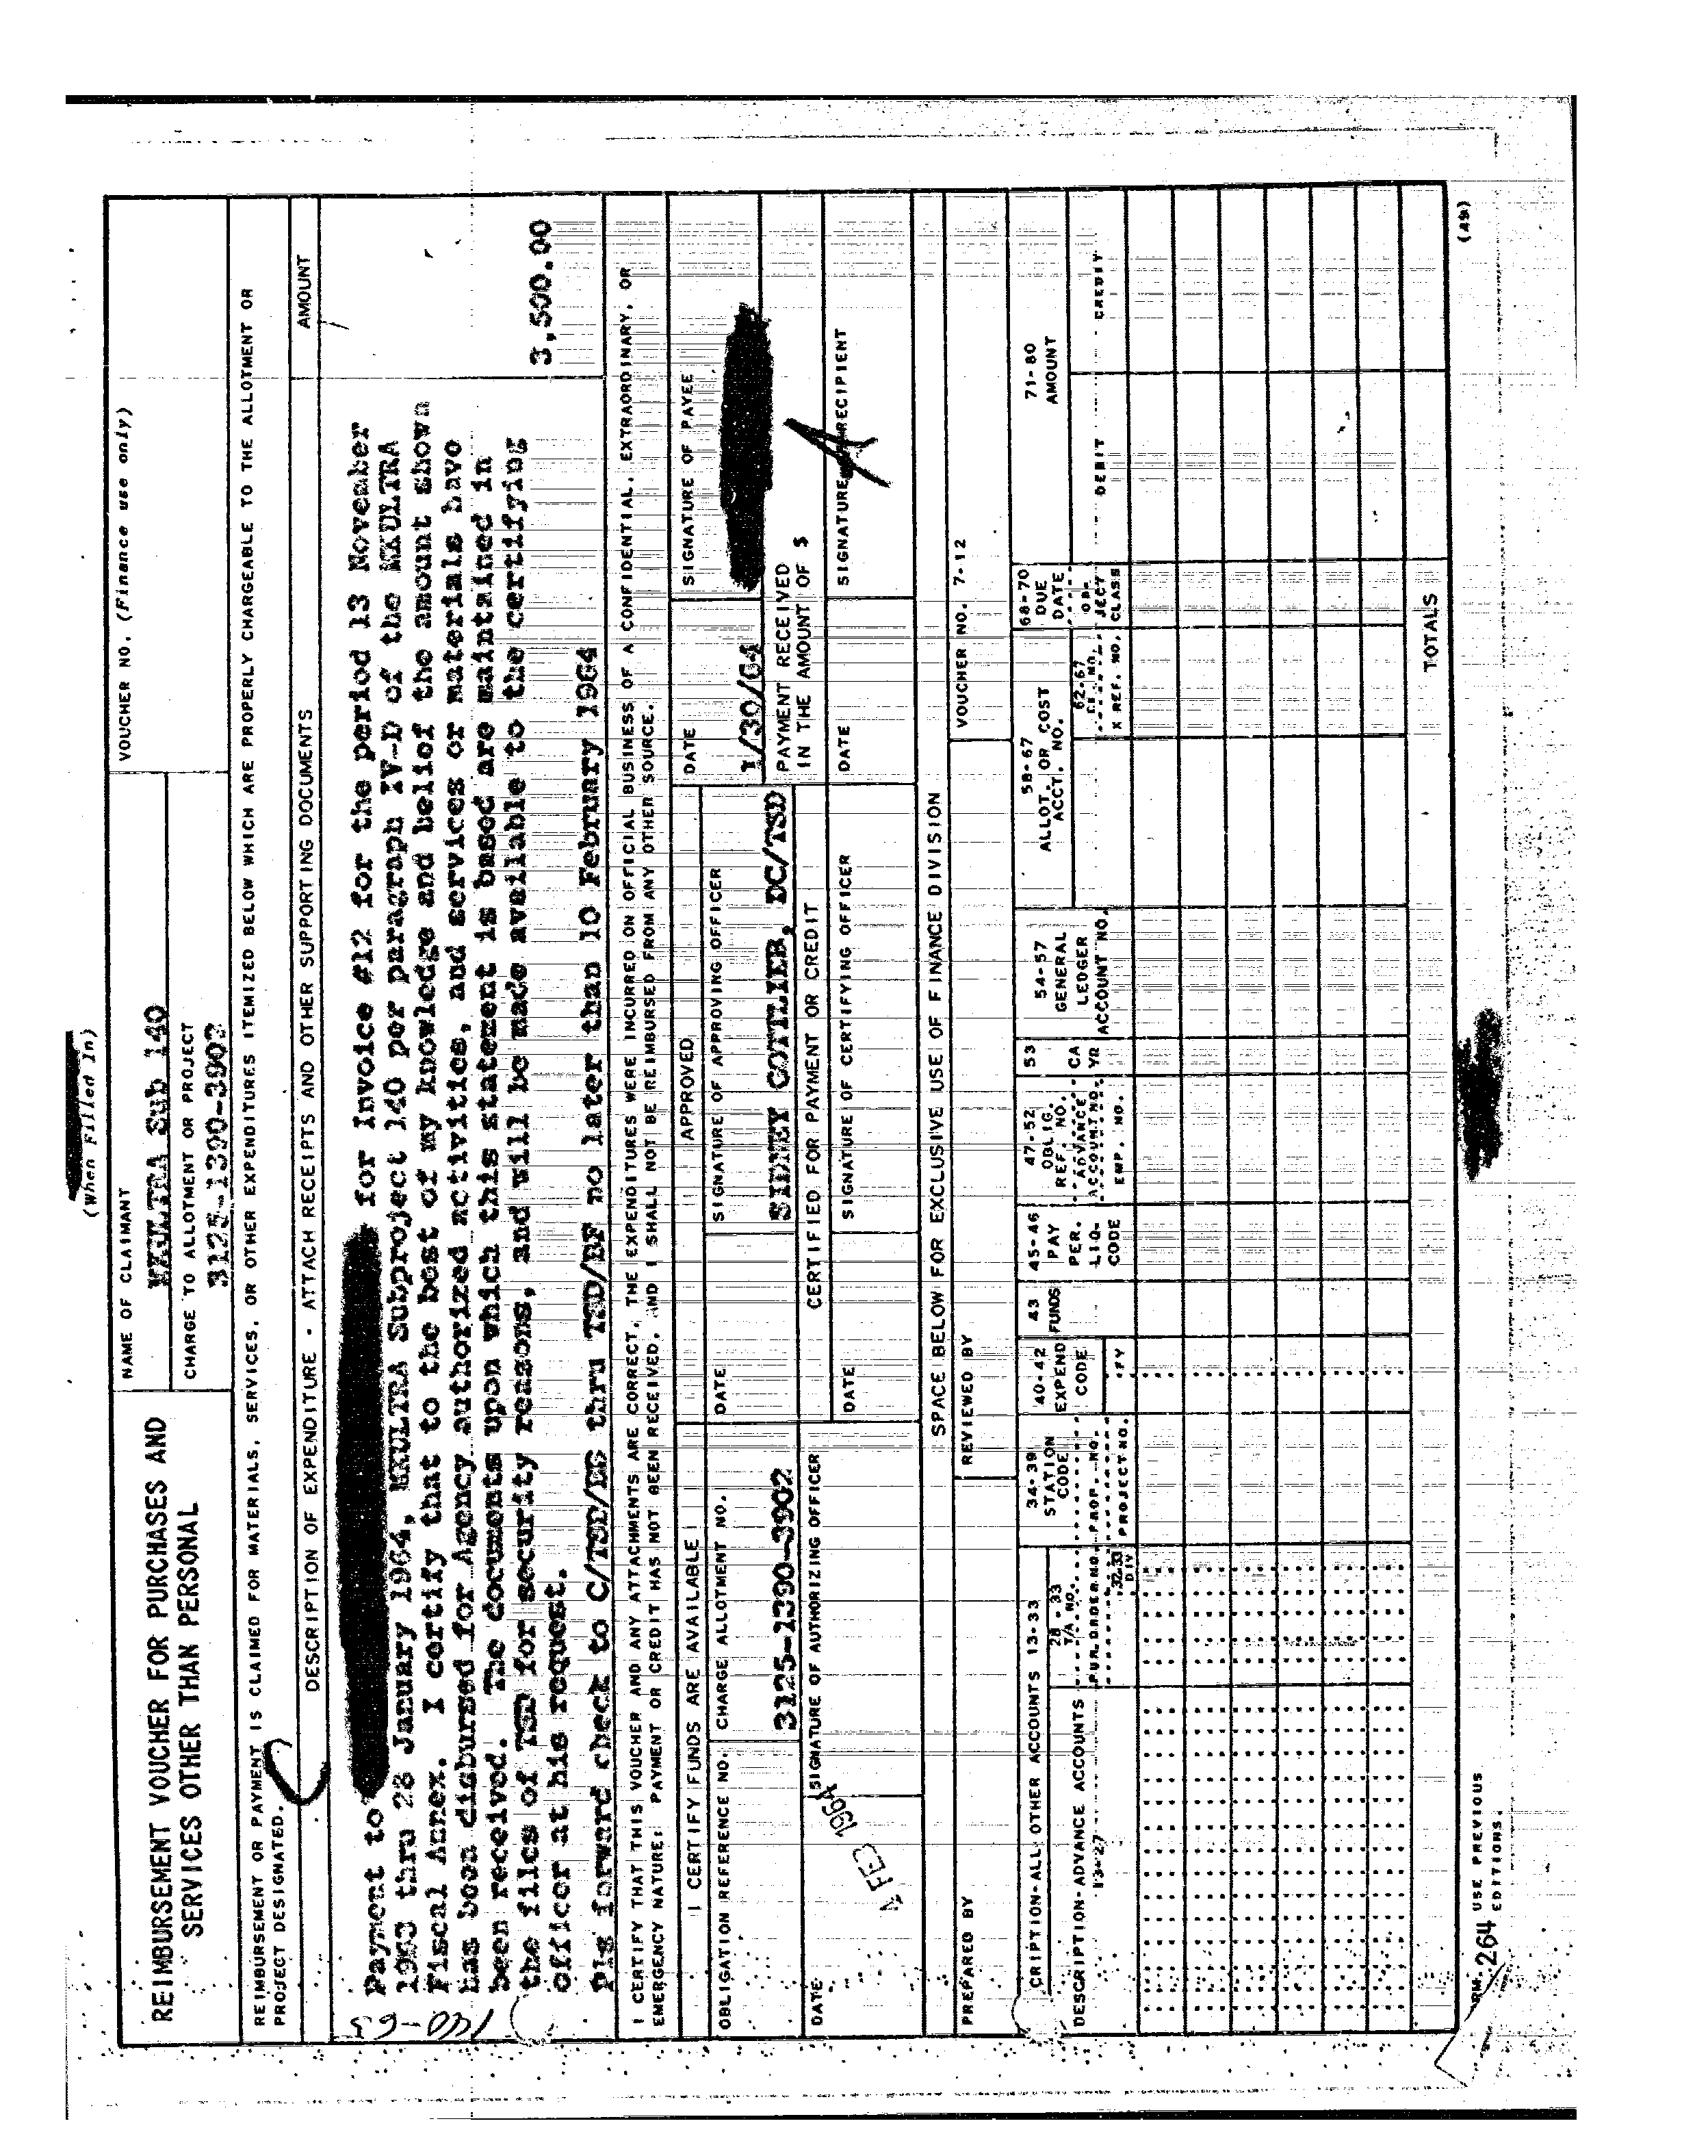 (When Filled In)
REIMBURSEMENT VOUCHER FOR PURCHASES AND
SERVICES OTHER THAN PERSONAL
NAME OF CLAIMANT
MKULTRA Sub 140
VOUCHER NO. (Finance use only)
CHARGE TO ALLOTMENT OR PROJECT
3125-1390-3902
REIMBURSEMENT OR PAYMENT IS CLAIMED FOR MATERIALS, SERVICES, OR OTHER EXPENDITURES ITEMIZED BELOW WHICH ARE PROPERLY CHARGEABLE TO THE ALLOTMENT OR
PROJECT DESIGNATED.
DESCRIPTION OF EXPENDITURE - ATTACH RECEIPTS AND OTHER SUPPORTING DOCUMENTS
AMOUNT
Payment to for Invoice #12 for the period 13 November
1963 thru 28 January 1964, MKULTRA Subproject 140 per paragraph IV-D of the MKULTRA
Fiscal Annex. I certify that to the best of my knowledge and belief the amount shown
has been disbursed for Agency authorized activities, and services or materials have
been received. The documents upon which this statement is based are maintained in
the files of TSD for security reasons, and will be made available to the certifying
officer at his request.
3,500.00
Pls forward check to C/TSD/BB thru TSD/BF no later than 10 February 1964
140-63
I CERTIFY THAT THIS VOUCHER AND ANY ATTACHMENTS ARE CORRECT, THE EXPENDITURES WERE INCURRED ON OFFICIAL BUSINESS OF A CONFIDENTIAL, EXTRAORDINARY, OR
EMERGENCY NATURE; PAYMENT OR CREDIT HAS NOT BEEN RECEIVED, AND I SHALL NOT BE REIMBURSED FROM ANY OTHER SOURCE.
I CERTIFY FUNDS ARE AVAILABLE
APPROVED
DATE
SIGNATURE OF PAYEE
1/30/64
OBLIGATION REFERENCE NO.
CHARGE ALLOTMENT NO.
3125-1390-3902
DATE
SIGNATURE OF APPROVING OFFICER
SIDNEY GOTTLIEB, DC/TSD
PAYMENT RECEIVED
IN THE AMOUNT OF $
DATE
4 FEB 1964
SIGNATURE OF AUTHORIZING OFFICER
CERTIFIED FOR PAYMENT OR CREDIT
DATE
SIGNATURE OF CERTIFYING OFFICER
DATE
SIGNATURE RECIPIENT
SPACE BELOW FOR EXCLUSIVE USE OF FINANCE DIVISION
PREPARED BY
REVIEWED BY
VOUCHER NO. 7-12
CRIPTION-ALL OTHER ACCOUNTS 13-33
DESCRIPTION-ADVANCE ACCOUNTS
13-27
28 - 33
T/A NO.
PUR. ORDER NO.
32-33
DIV
34-39
STATION
CODE
PROP. NO.
PROJECT NO.
40-42
EXPEND
CODE
FY
43
FUNDS
45-46
PAY
PER.
LIQ.
CODE
47-52
OBLIG.
REF. NO.
ADVANCE
ACCOUNT NO.
EMP. NO.
53
CA
YR
54-57
GENERAL
LEDGER
ACCOUNT NO.
58-67
ALLOT. OR COST
ACCT. NO.
62-67
X REF. NO.
68-70
DUE
DATE
OB-
JECT
CLASS
71-80
AMOUNT
DEBIT
CREDIT
TOTALS
264 USE PREVIOUS
EDITIONS.
(49)